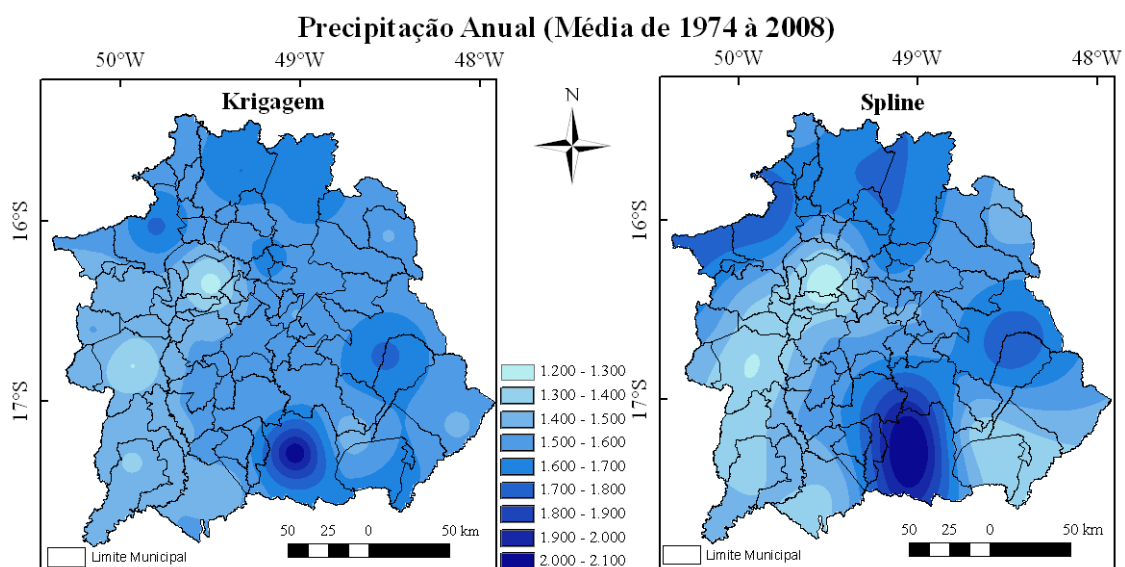 Precipitação Anual (Média de 1974 à 2008)
50°W 49°W 48°W
50°W 49°W 48°W
Krigagem
N
Spline
16°S
17°S
16°S
17°S
1.200 - 1.300
1.300 - 1.400
1.400 - 1.500
1.500 - 1.600
1.600 - 1.700
1.700 - 1.800
1.800 - 1.900
1.900 - 2.000
2.000 - 2.100
50 25 0 50 km
Limite Municipal
50 25 0 50 km
Limite Municipal